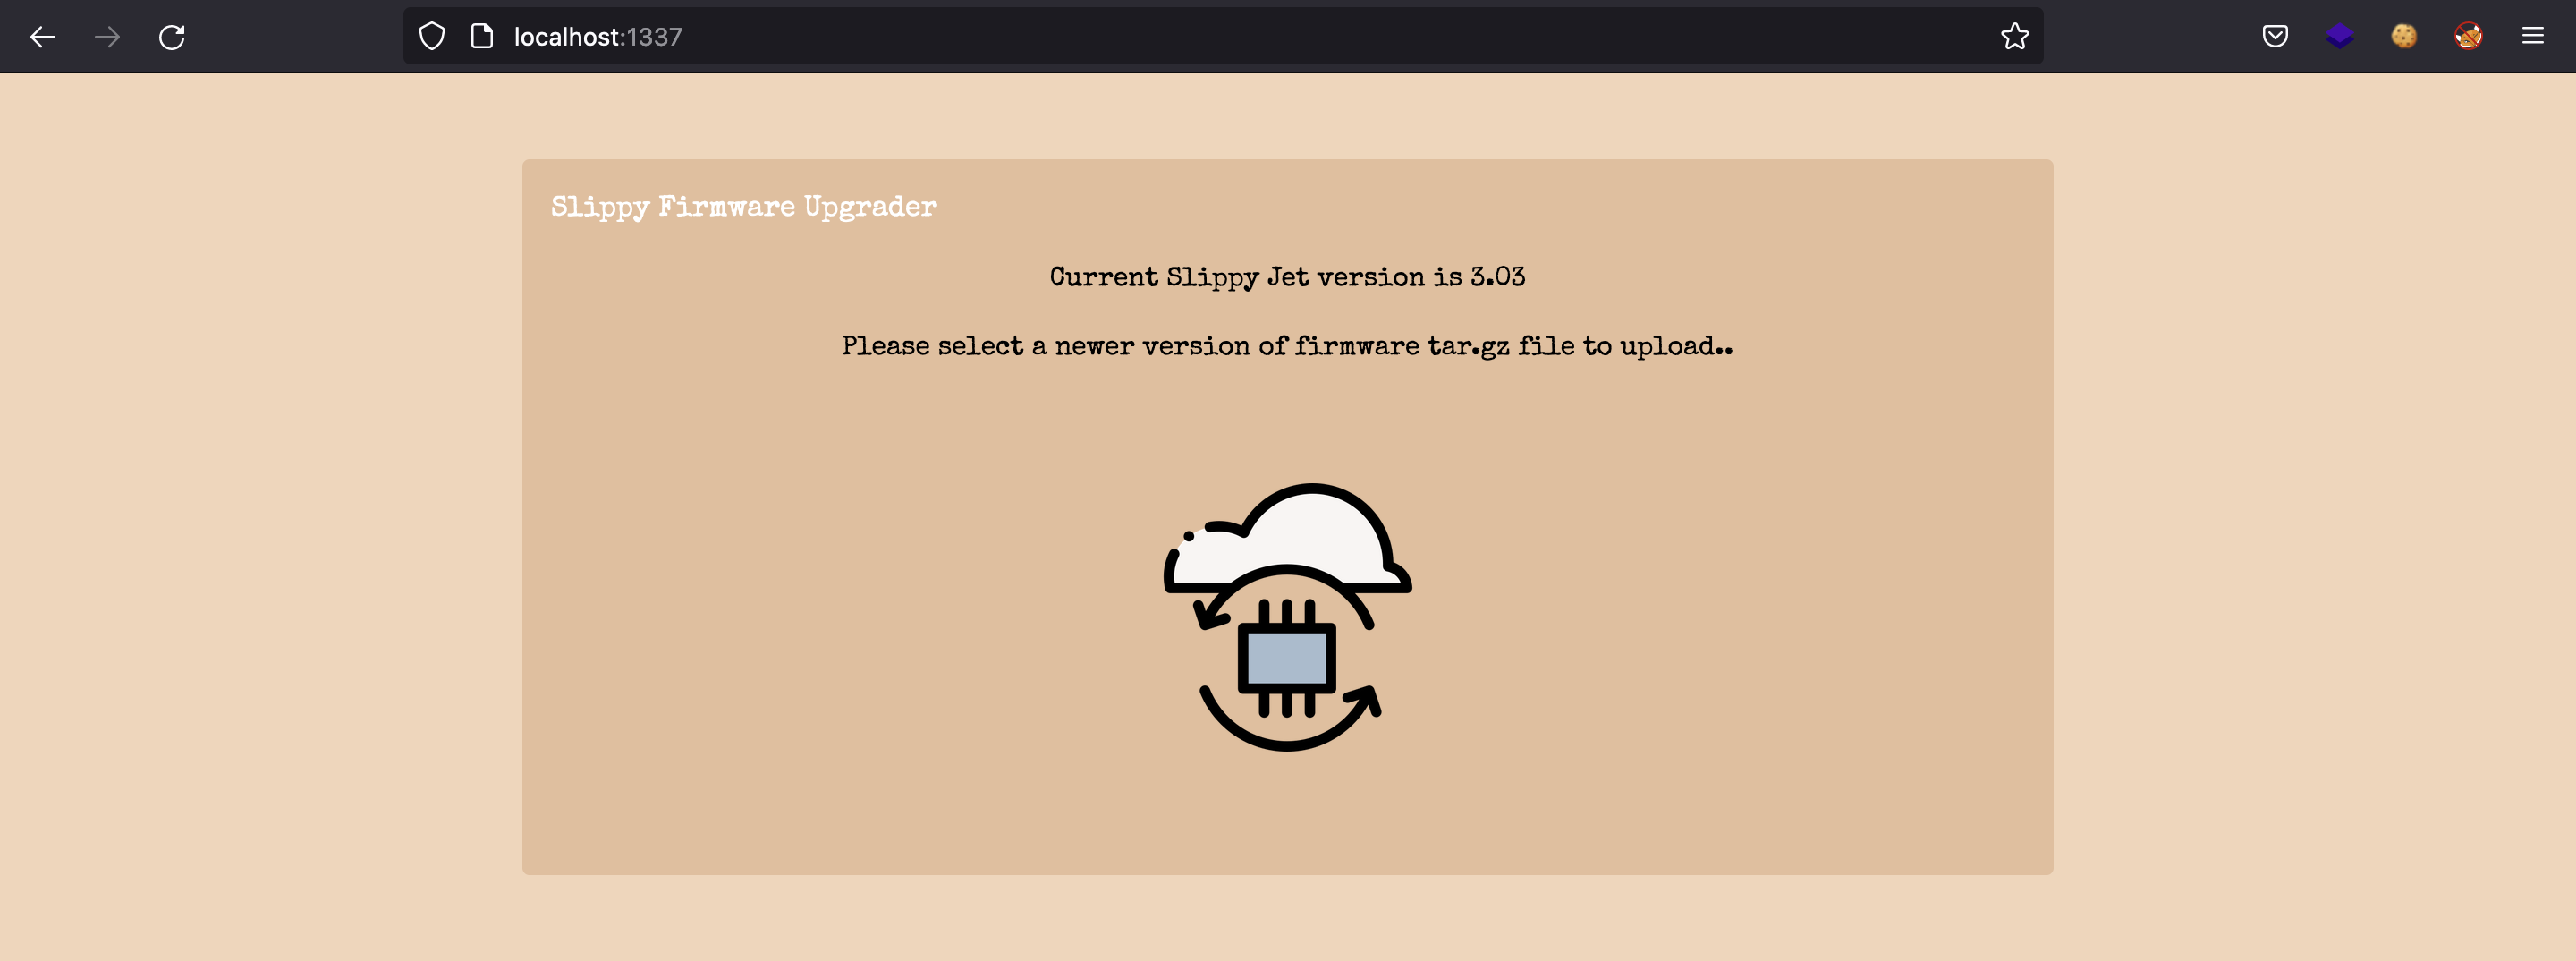 localhost:1337
Slippy Firmware Upgrader
Current Slippy Jet version is 3.03
Please select a newer version of firmware tar.gz file to upload..